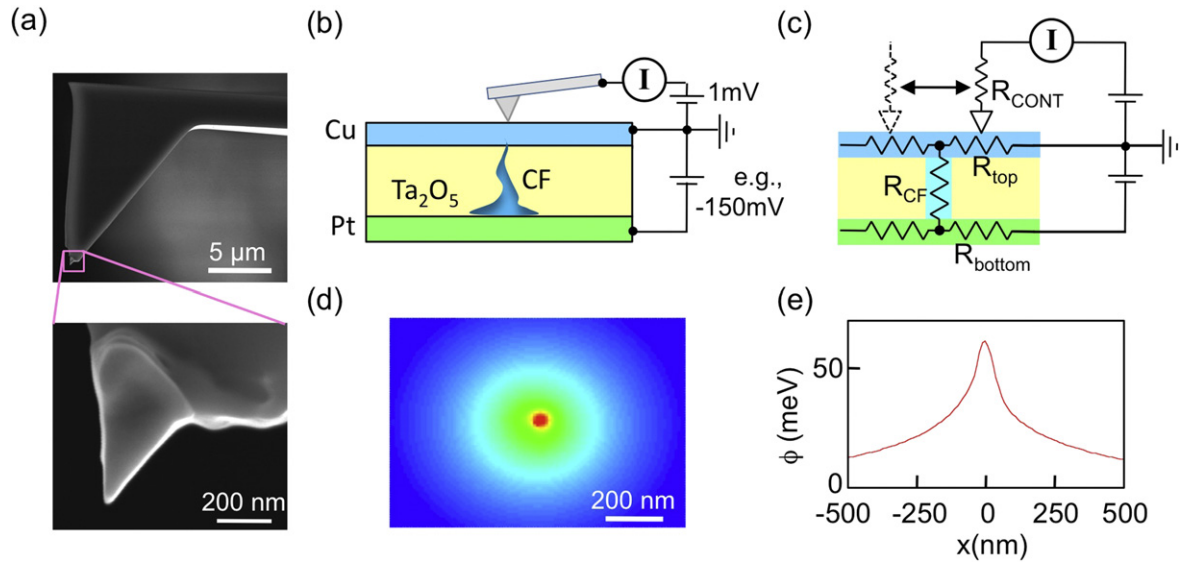 (a)
5 μm
200 nm
(b)
I
1mV
Cu
CF
Ta2O5
Pt
e.g.,
-150mV
(c)
I
RCONT
Rtop
RCF
Rbottom
(d)
200 nm
(e)
50
ϕ (meV)
0
-500 -250 0 250 500
x(nm)